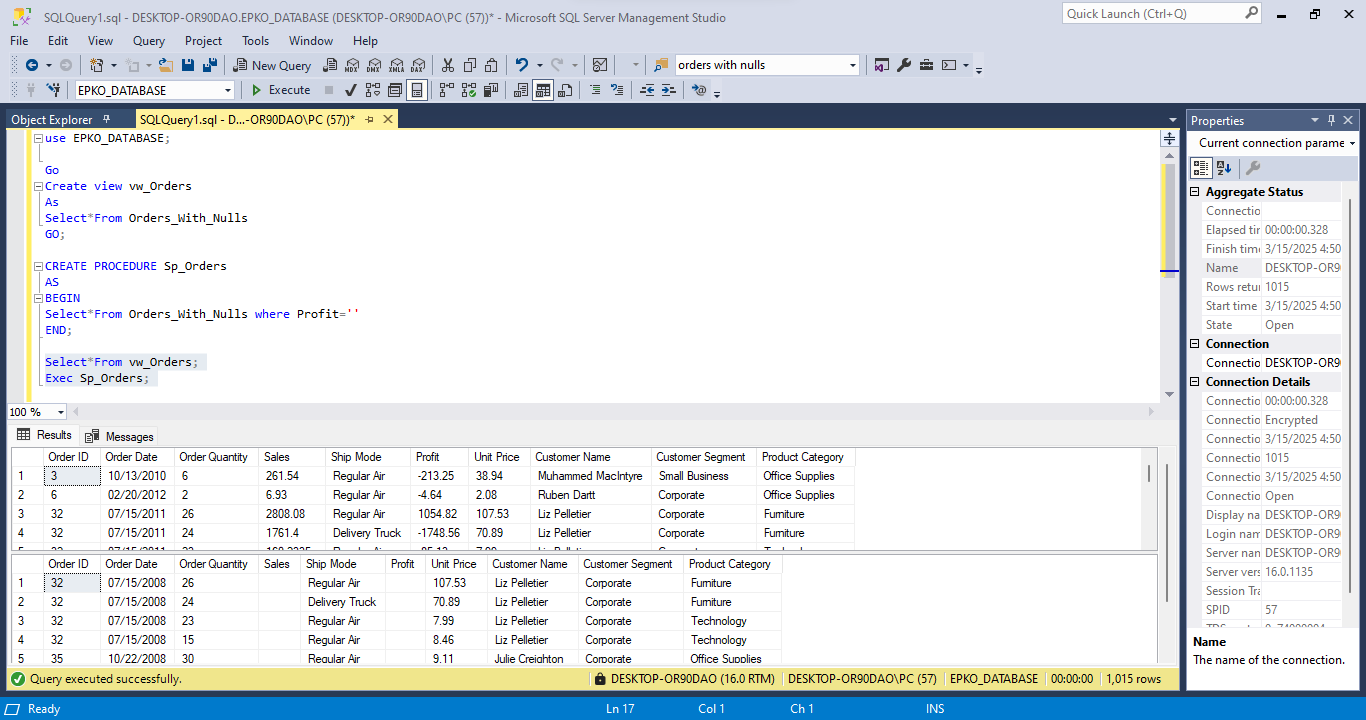 SQLQuery1.sql - DESKTOP-OR90DAO.EPKO_DATABASE (DESKTOP-OR90DAO\PC (57))* - Microsoft SQL Server Management Studio
Quick Launch (Ctrl+Q)
File Edit View Query Project Tools Window Help
New Query MDX DMX XMLA DAX orders with nulls
EPKO_DATABASE Execute
Object Explorer SQLQuery1.sql - D...-OR90DAO\PC (57))*
use EPKO_DATABASE;
Go
Create view vw_Orders
As
Select*From Orders_With_Nulls
GO;
CREATE PROCEDURE Sp_Orders
AS
BEGIN
Select*From Orders_With_Nulls where Profit=''
END;
Select*From vw_Orders;
Exec Sp_Orders;
100 %
Results Messages
Order ID Order Date Order Quantity Sales Ship Mode Profit Unit Price Customer Name Customer Segment Product Category
1 3 10/13/2010 6 261.54 Regular Air -213.25 38.94 Muhammed MacIntyre Small Business Office Supplies
2 6 02/20/2012 2 6.93 Regular Air -4.64 2.08 Ruben Dartt Corporate Office Supplies
3 32 07/15/2011 26 2808.08 Regular Air 1054.82 107.53 Liz Pelletier Corporate Furniture
4 32 07/15/2011 24 1761.4 Delivery Truck -1748.56 70.89 Liz Pelletier Corporate Furniture
Order ID Order Date Order Quantity Sales Ship Mode Profit Unit Price Customer Name Customer Segment Product Category
1 32 07/15/2008 26 Regular Air 107.53 Liz Pelletier Corporate Furniture
2 32 07/15/2008 24 Delivery Truck 70.89 Liz Pelletier Corporate Furniture
3 32 07/15/2008 23 Regular Air 7.99 Liz Pelletier Corporate Technology
4 32 07/15/2008 15 Regular Air 8.46 Liz Pelletier Corporate Technology
5 35 10/22/2008 30 Regular Air 9.11 Julie Creighton Corporate Office Supplies
Query executed successfully. DESKTOP-OR90DAO (16.0 RTM) DESKTOP-OR90DAO\PC (57) EPKO_DATABASE 00:00:00 1,015 rows
Properties
Current connection parame
Aggregate Status
Connectio
Elapsed tir 00:00:00.328
Finish time 3/15/2025 4:50
Name DESKTOP-OR9
Rows retur 1015
Start time 3/15/2025 4:50
State Open
Connection
Connectio DESKTOP-OR9
Connection Details
Connectio 00:00:00.328
Connectio Encrypted
Connectio 3/15/2025 4:50
Connectio 1015
Connectio 3/15/2025 4:50
Connectio Open
Display na DESKTOP-OR9
Login nam DESKTOP-OR9
Server nan DESKTOP-OR9
Server vers 16.0.1135
Session Tra
SPID 57
Name
The name of the connection.
Ready Ln 17 Col 1 Ch 1 INS